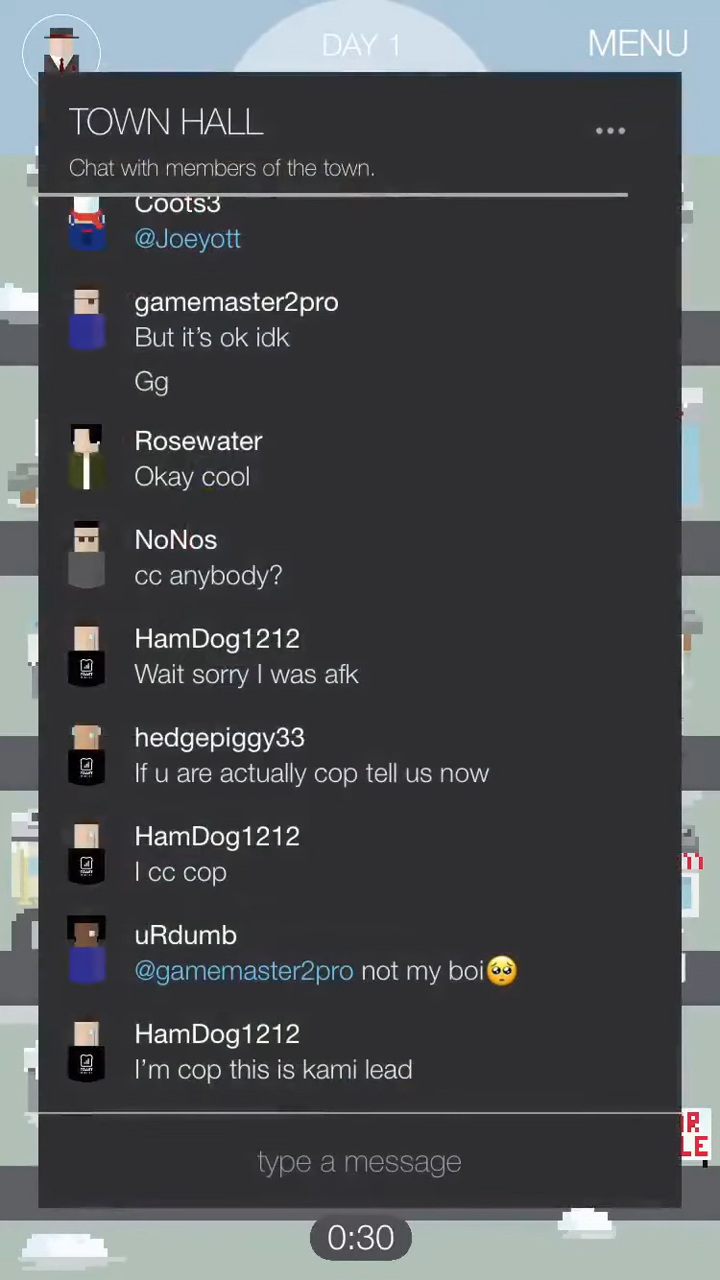 DAY 1
MENU
TOWN HALL
Chat with members of the town.
Coots3
@Joeyott
gamemaster2pro
But it's ok idk
Gg
Rosewater
Okay cool
NoNos
cc anybody?
HamDog1212
Wait sorry I was afk
hedgepiggy33
If u are actually cop tell us now
HamDog1212
I cc cop
uRdumb
@gamemaster2pro not my boi🥺
HamDog1212
I'm cop this is kami lead
type a message
0:30